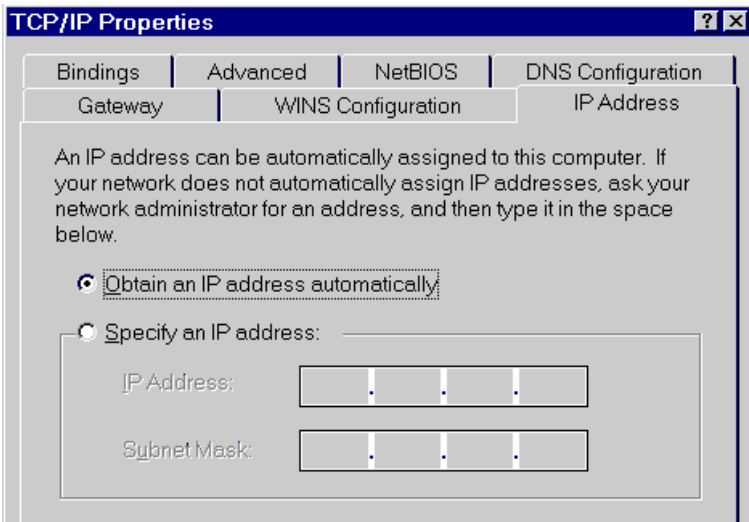 TCP/IP Properties
Bindings Advanced NetBIOS DNS Configuration
Gateway WINS Configuration IP Address
An IP address can be automatically assigned to this computer. If
your network does not automatically assign IP addresses, ask your
network administrator for an address, and then type it in the space
below.
Obtain an IP address automatically
Specify an IP address:
IP Address: . . .
Subnet Mask: . . .